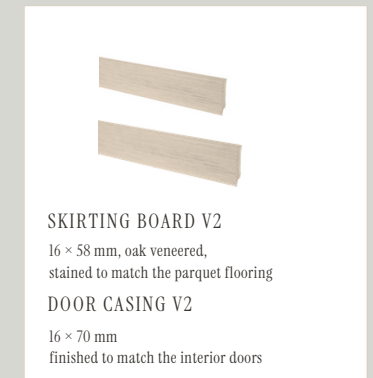 SKIRTING BOARD V2
16 × 58 mm, oak veneered,
stained to match the parquet flooring
DOOR CASING V2
16 × 70 mm
finished to match the interior doors